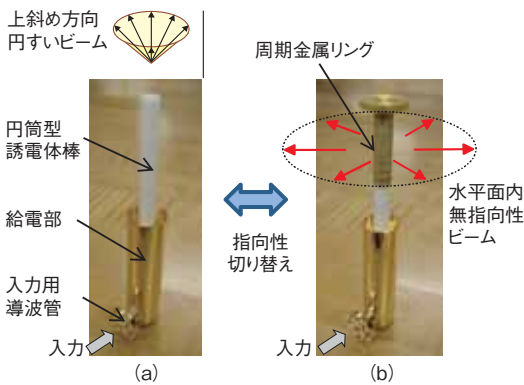 上斜め方向
円すいビーム
円筒型
誘電体棒
給電部
入力用
導波管
入力
(a)
指向性
切り替え
周期金属リング
水平面内
無指向性
ビーム
入力
(b)